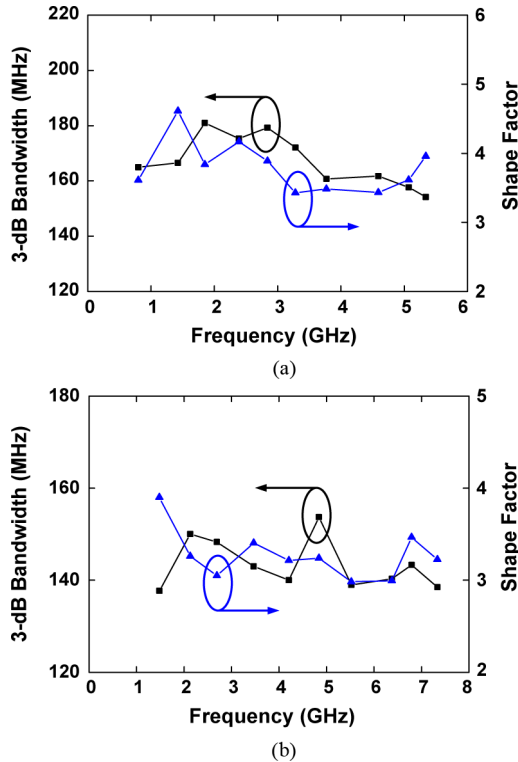 220
200
180
160
140
120
3-dB Bandwidth (MHz)
6
5
4
3
2
Shape Factor
0 1 2 3 4 5 6
Frequency (GHz)
(a)
180
160
140
120
3-dB Bandwidth (MHz)
5
4
3
2
Shape Factor
0 1 2 3 4 5 6 7 8
Frequency (GHz)
(b)